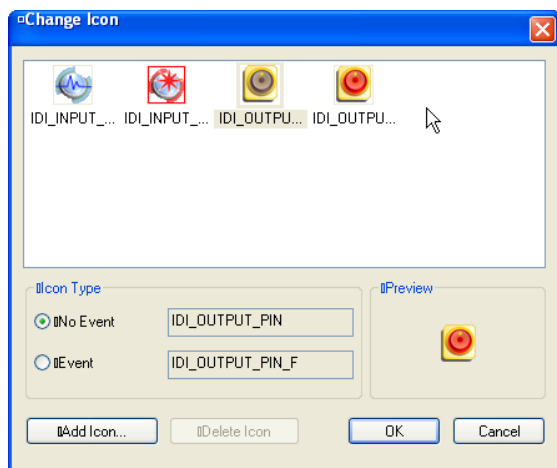 Change Icon
IDI_INPUT_... IDI_INPUT_... IDI_OUTPU... IDI_OUTPU...
Icon Type
Preview
No Event IDI_OUTPUT_PIN
Event IDI_OUTPUT_PIN_F
Add Icon... Delete Icon OK Cancel